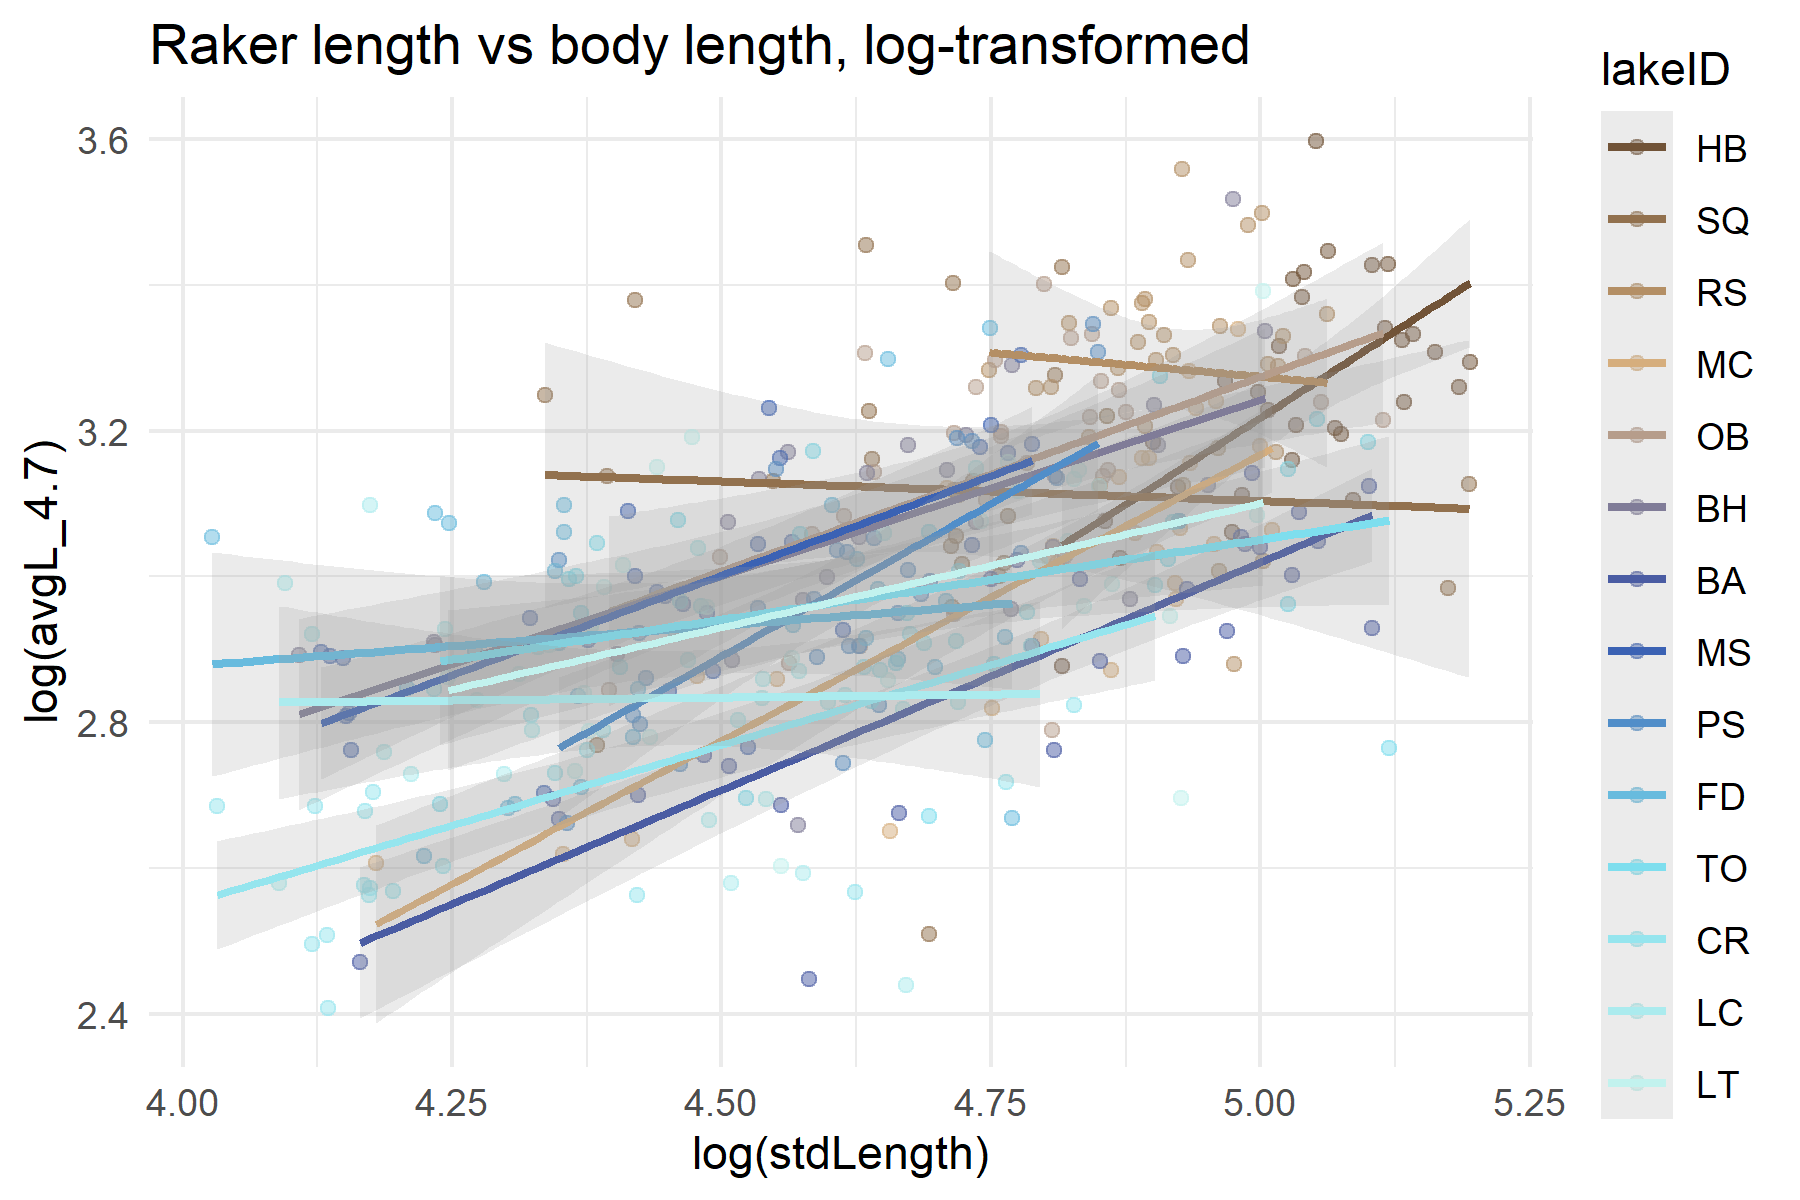 Raker length vs body length, log-transformed
lakeID
HB
SQ
RS
MC
OB
BH
BA
MS
PS
FD
TO
CR
LC
LT
log(avgL_4.7)
3.6
3.2
2.8
2.4
4.00 4.25 4.50 4.75 5.00 5.25
log(stdLength)